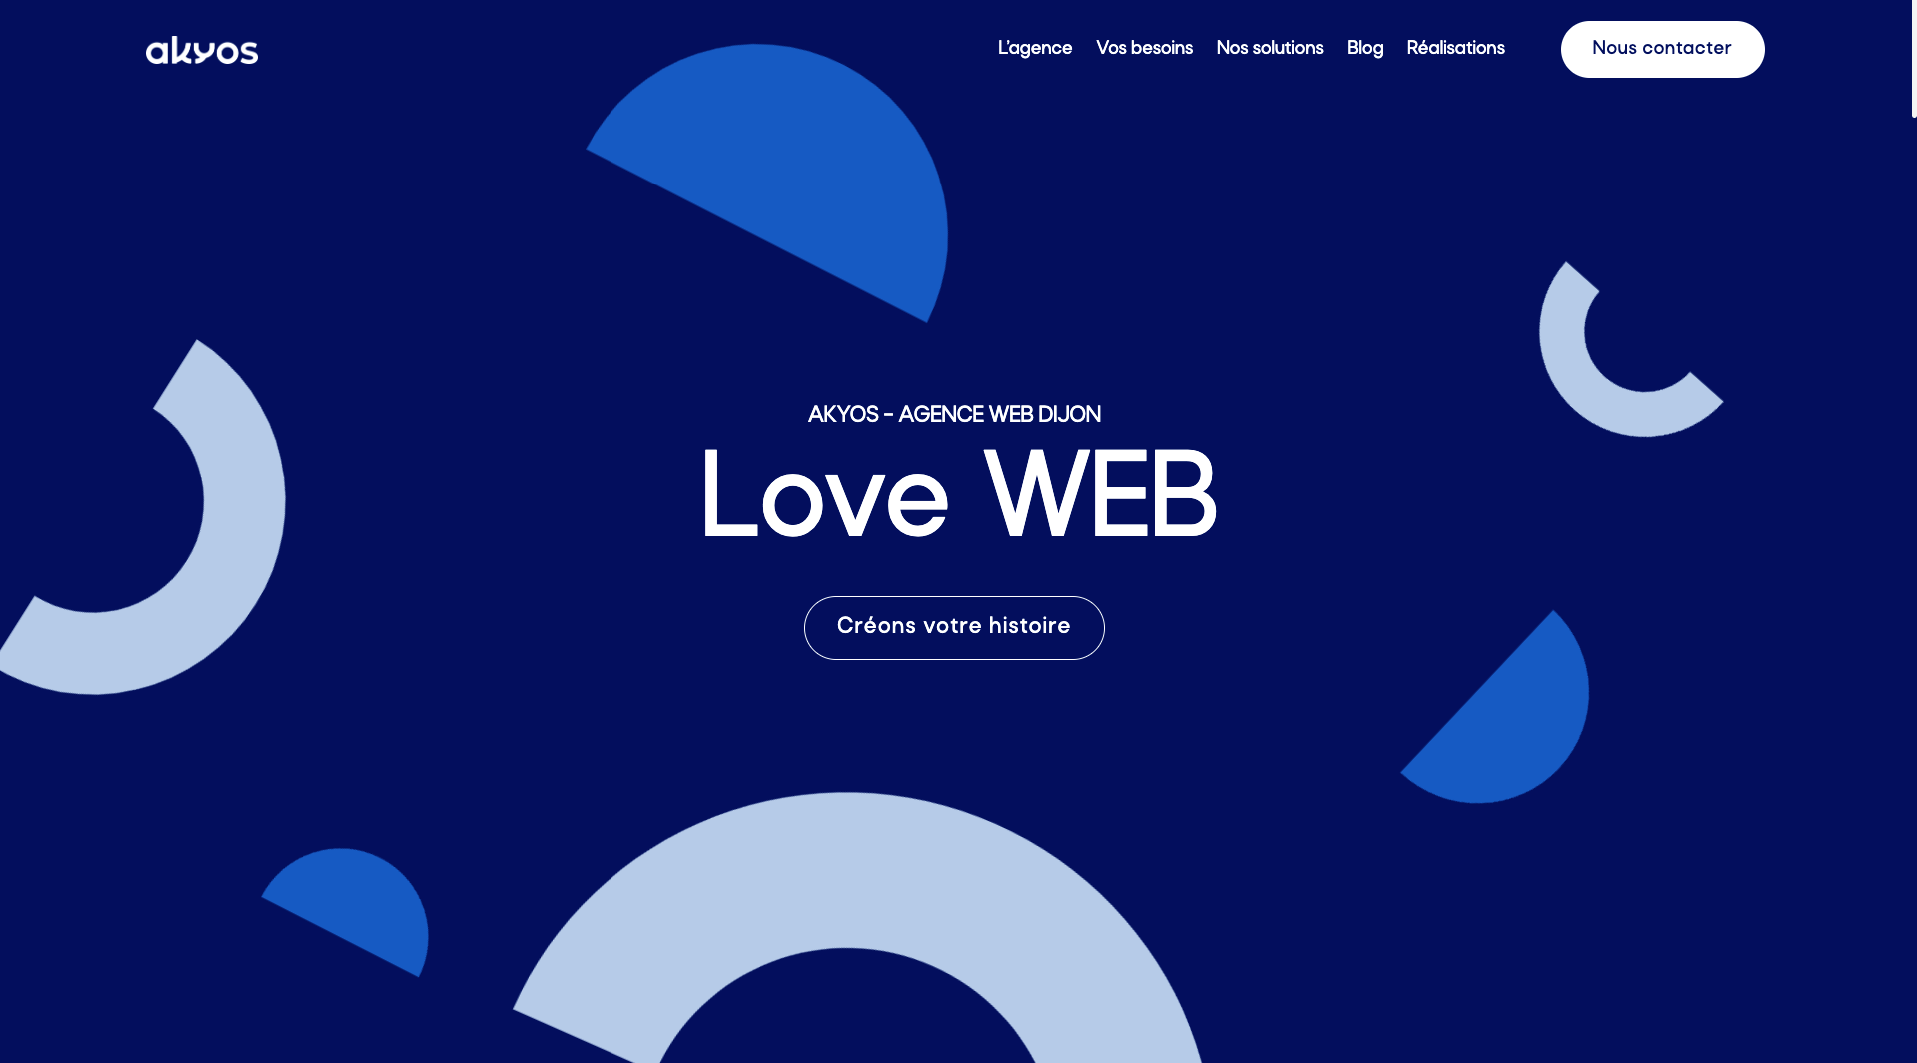 akyos
L'agence Vos besoins Nos solutions Blog Réalisations Nous contacter
AKYOS - AGENCE WEB DIJON
Love WEB
Créons votre histoire